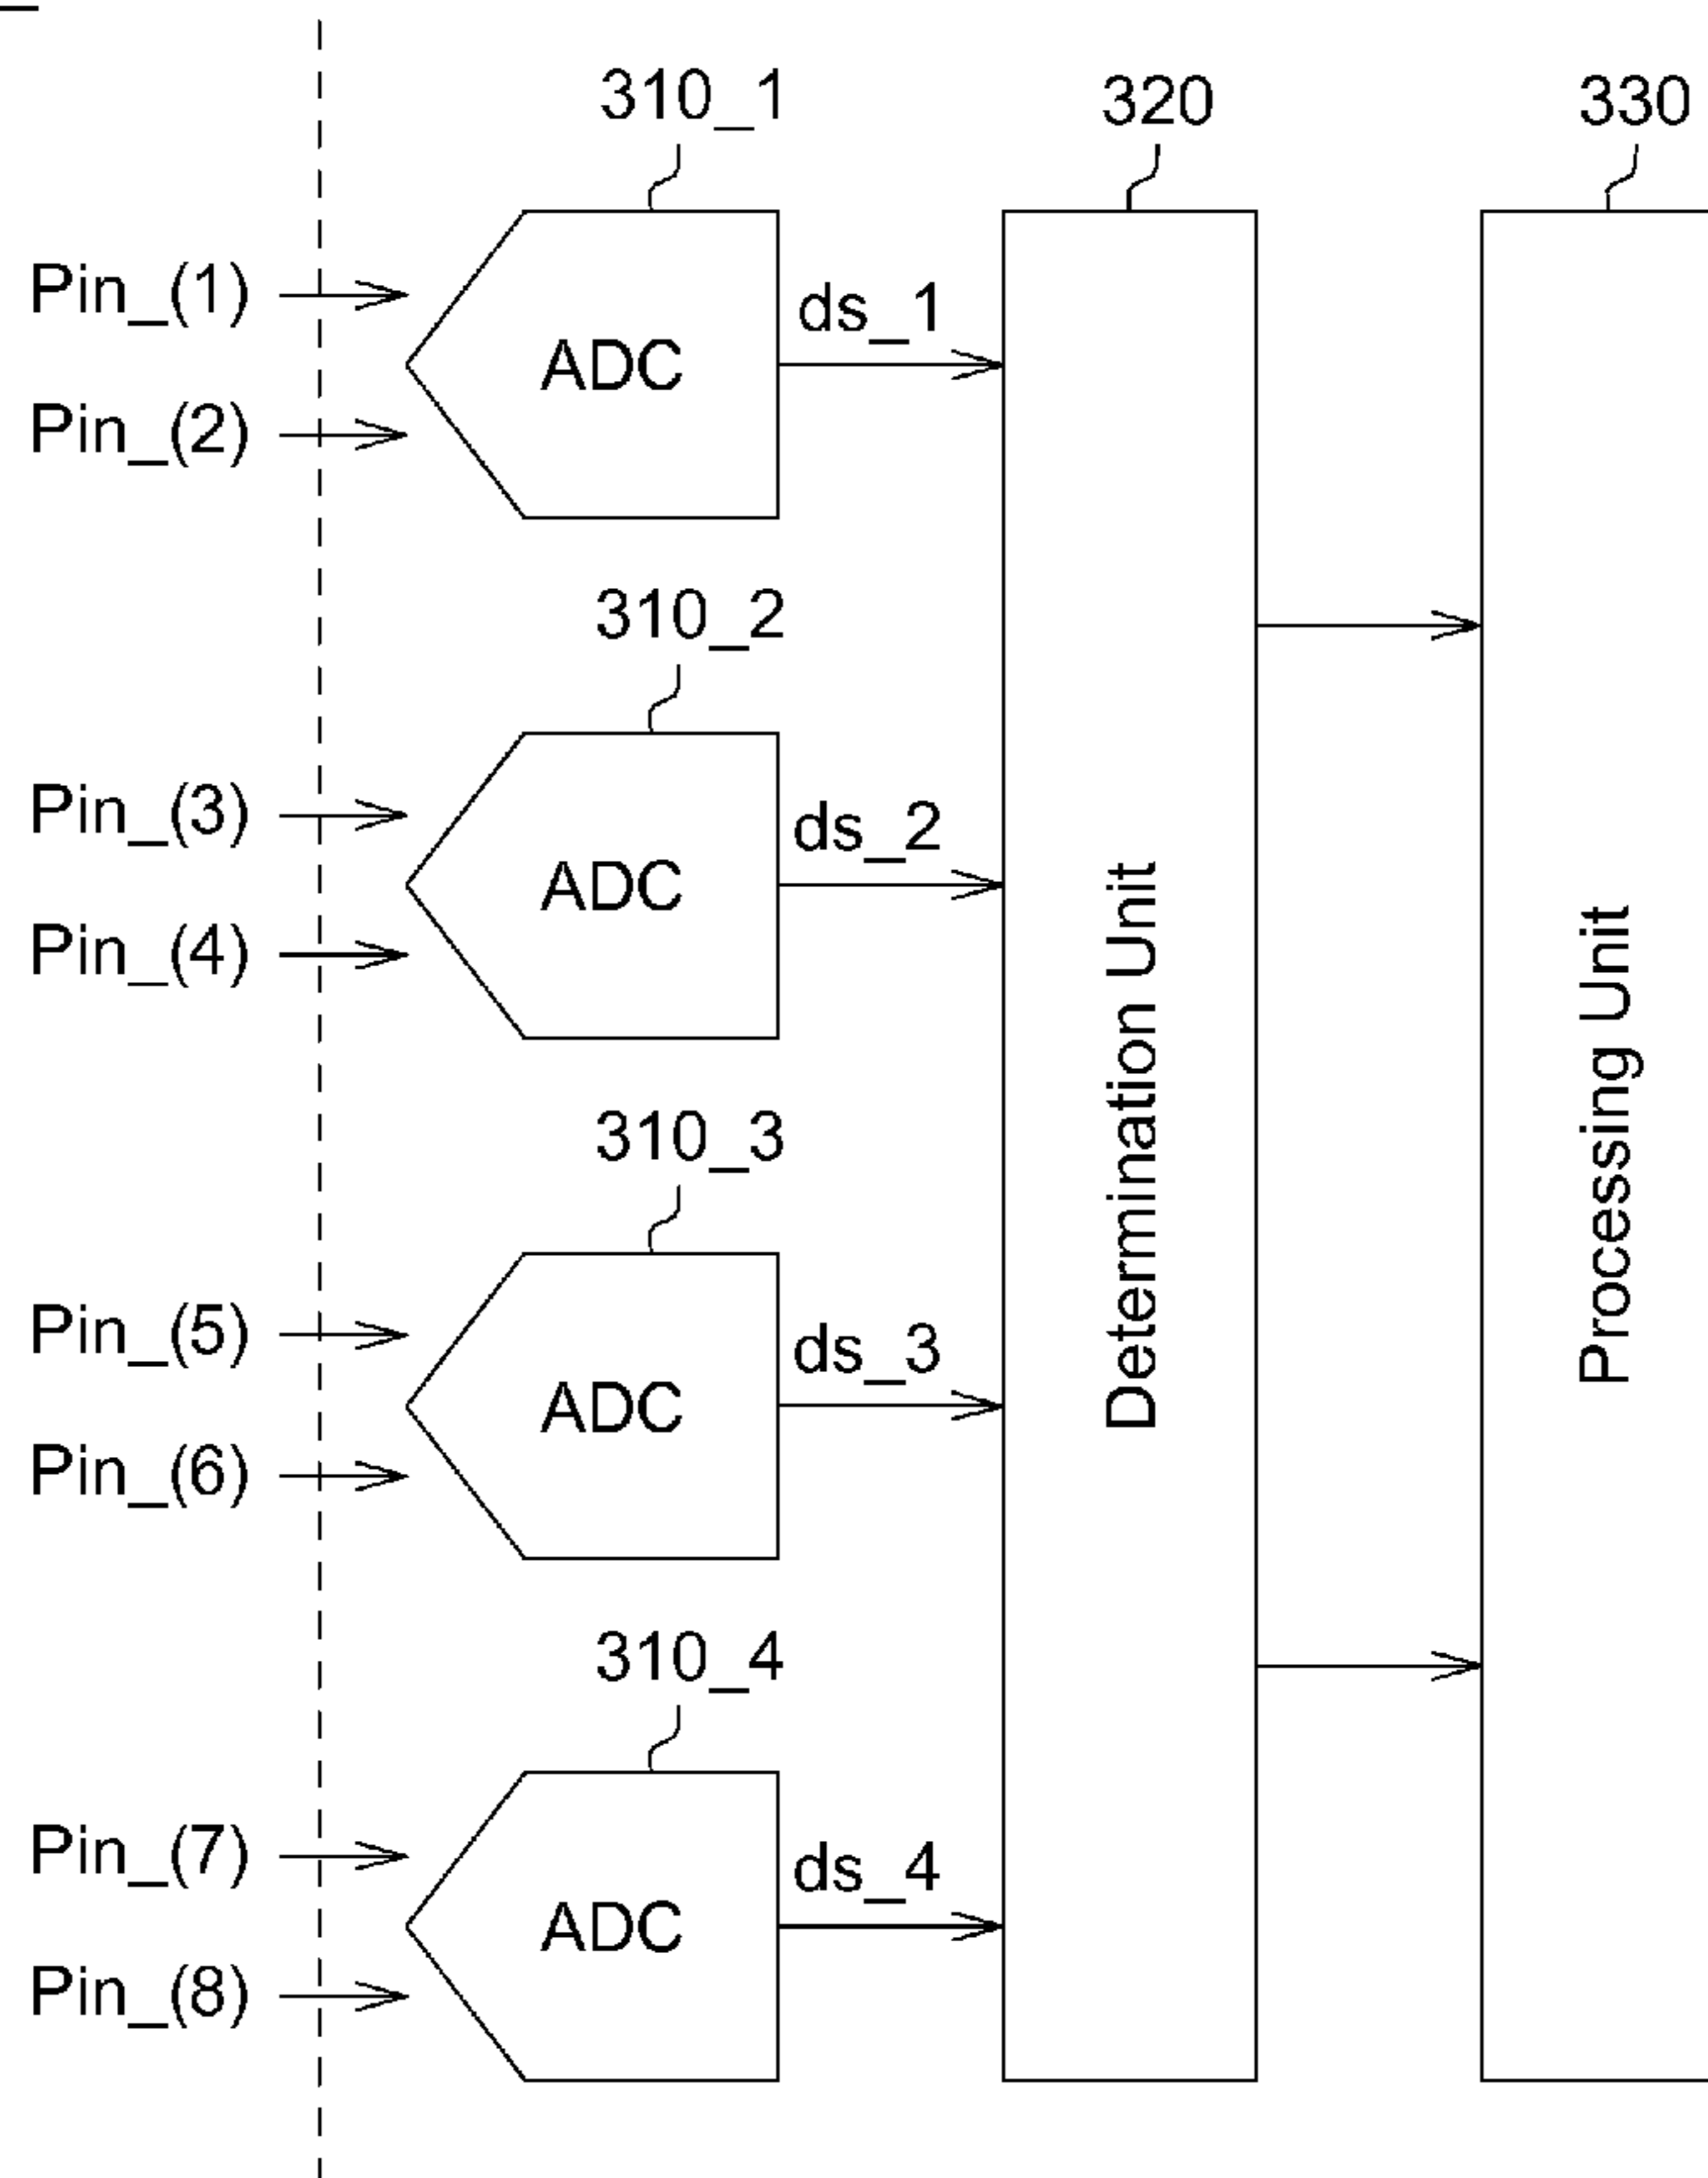 310_1
320
330
Pin_(1)
ds_1
ADC
Pin_(2)
310_2
Pin_(3)
ds_2
ADC
Pin_(4)
Determination Unit
Processing Unit
310_3
Pin_(5)
ds_3
ADC
Pin_(6)
310_4
Pin_(7)
ds_4
ADC
Pin_(8)